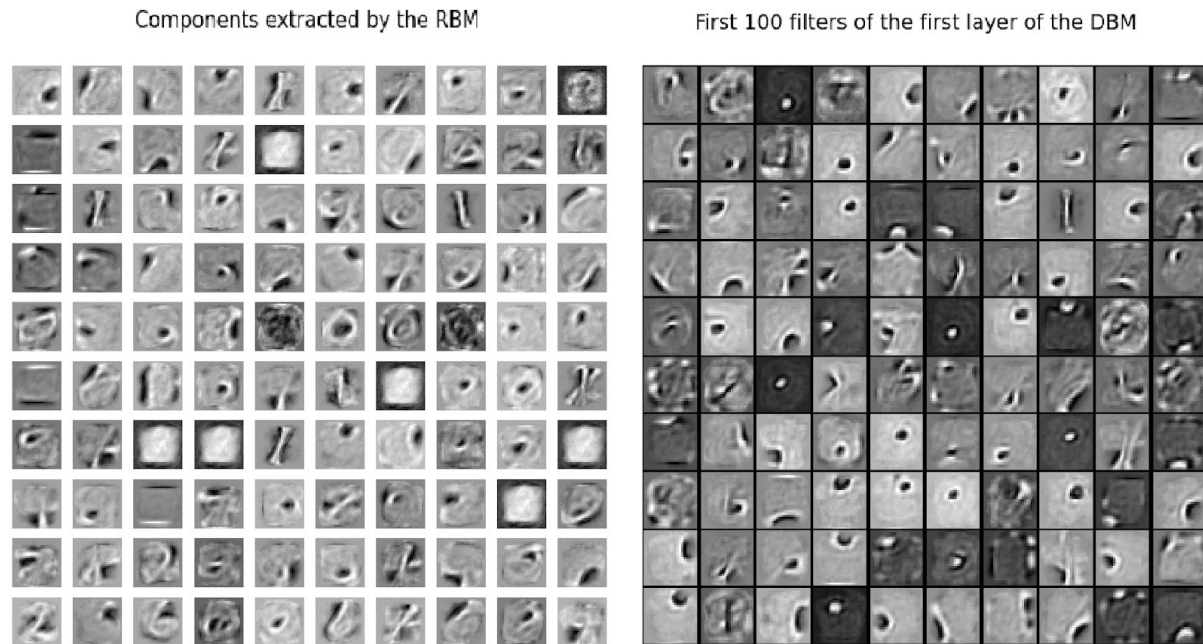 Components extracted by the RBM
First 100 filters of the first layer of the DBM